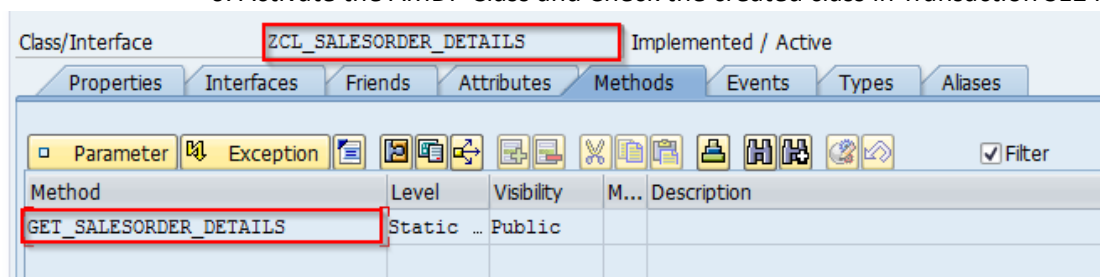 Class/Interface ZCL_SALESORDER_DETAILS Implemented / Active
Properties Interfaces Friends Attributes Methods Events Types Aliases
Parameter Exception Filter
Method Level Visibility M... Description
GET_SALESORDER_DETAILS Static … Public